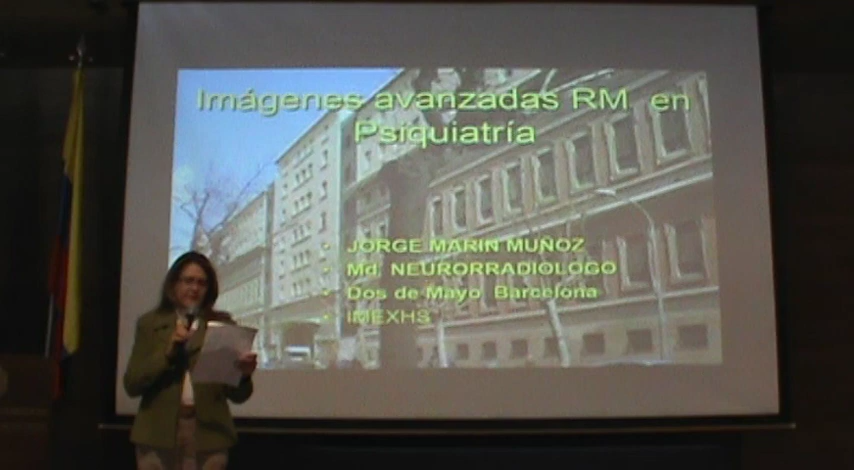 Imágenes avanzadas RM en
Psiquiatría
• JORGE MARIN MUÑOZ
• Md. NEURORRADIOLOGO
• Dos de Mayo Barcelona
• IMEXHS